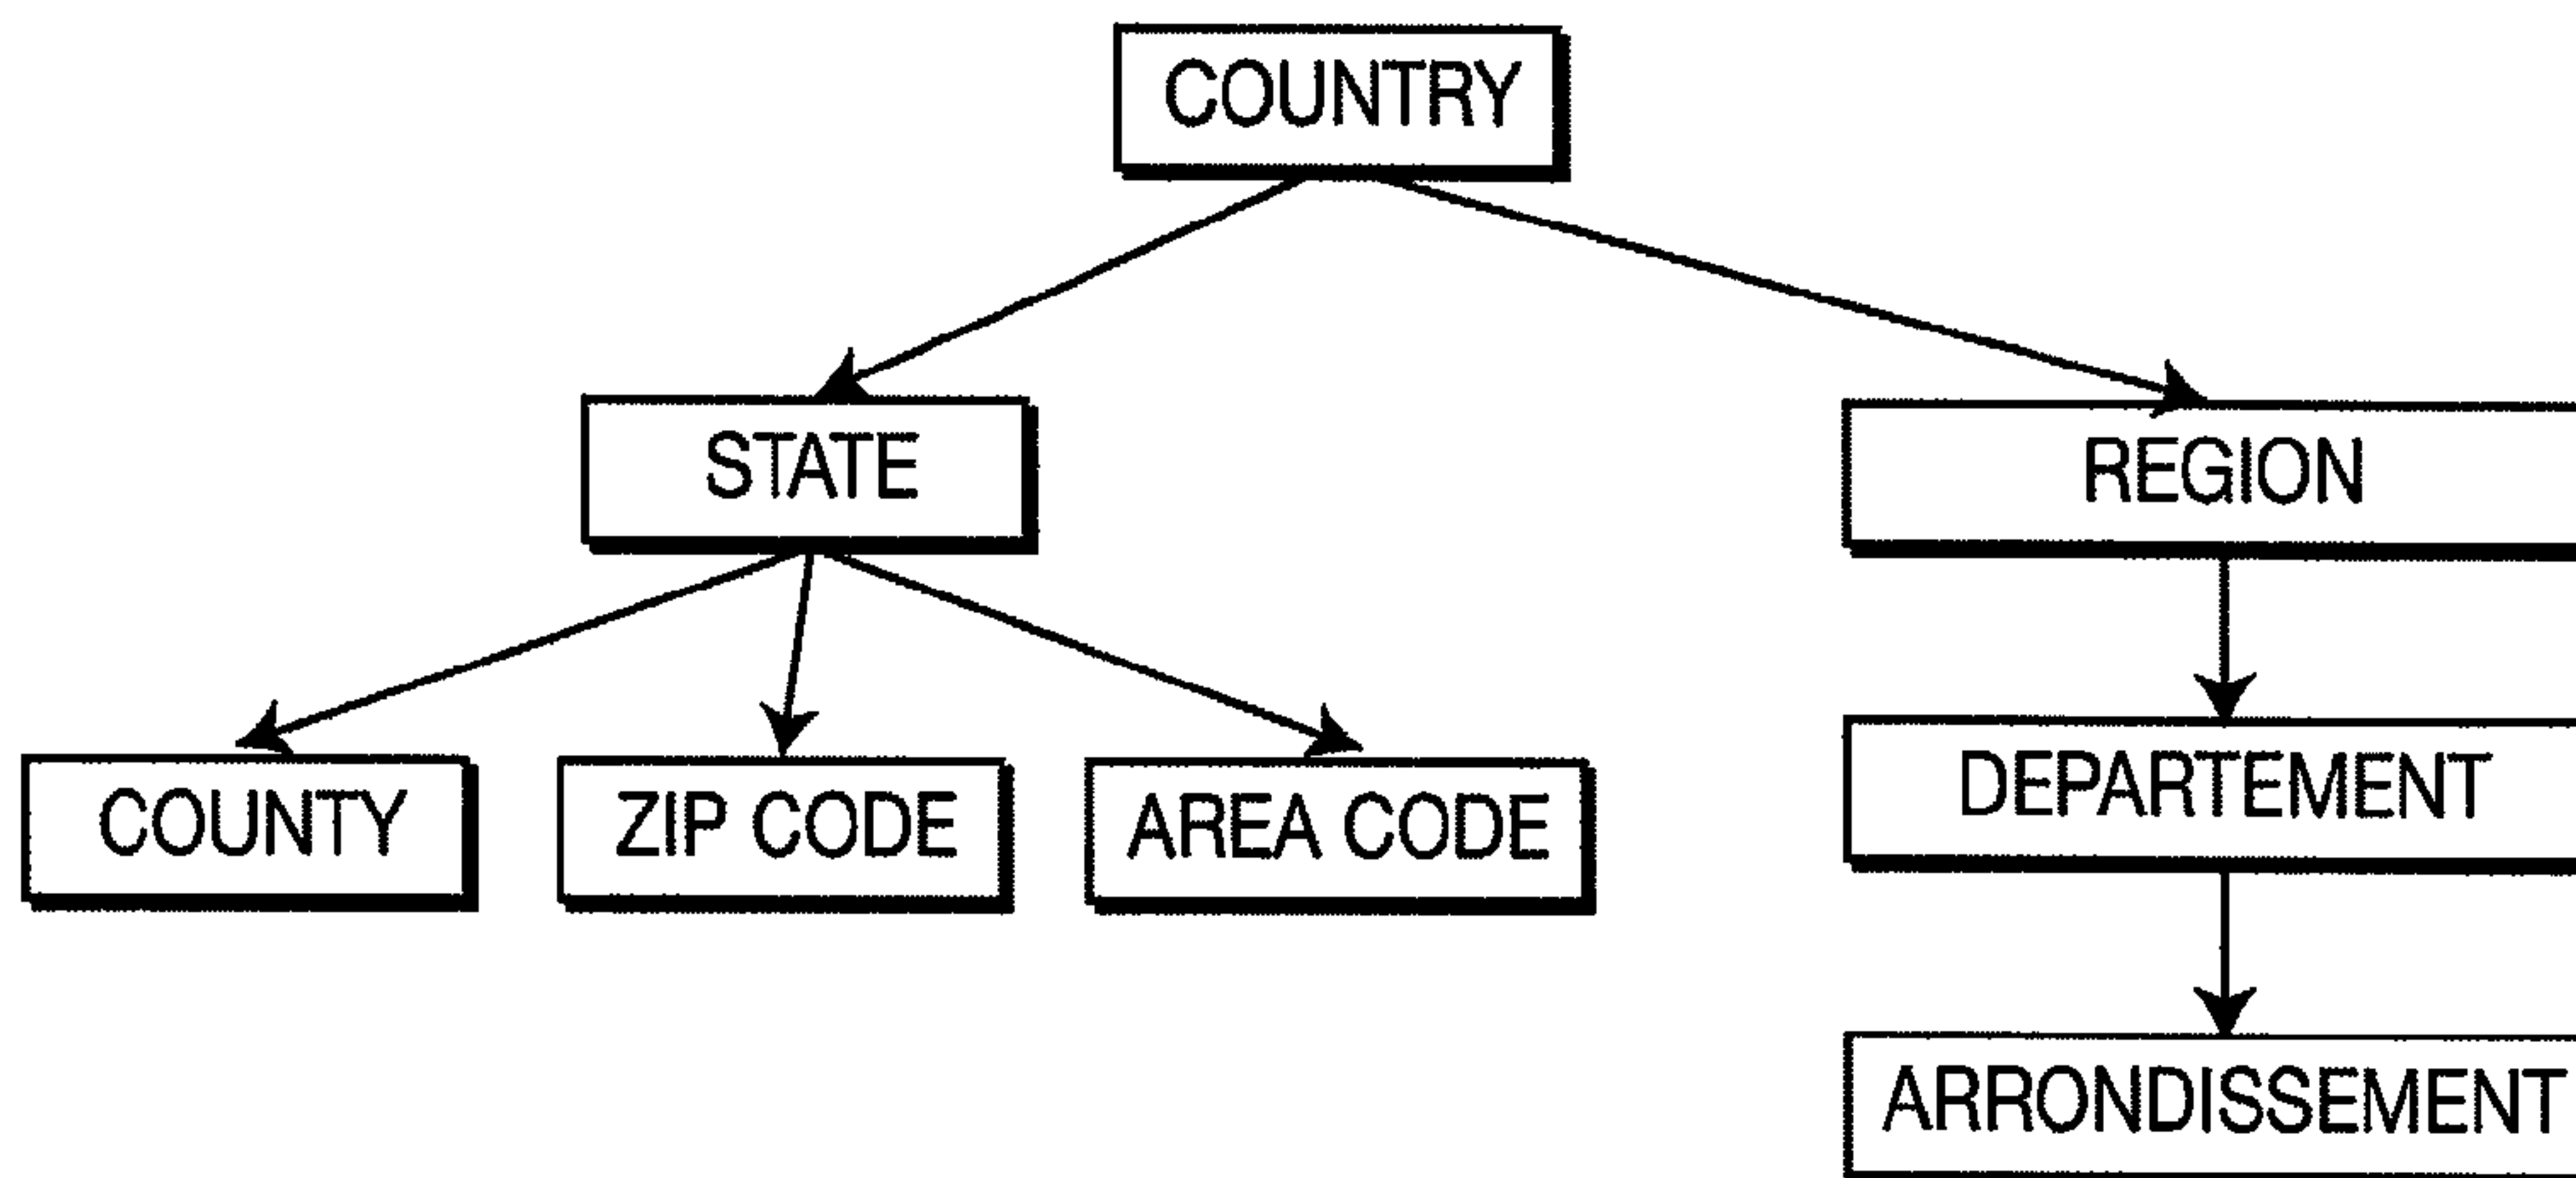 COUNTRY
STATE
REGION
COUNTY
ZIP CODE
AREA CODE
DEPARTEMENT
ARRONDISSEMENT